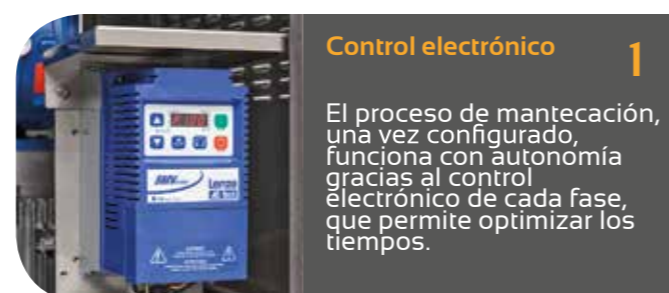 Control electrónico
1
El proceso de mantecación,
una vez configurado,
funciona con autonomía
gracias al control
electrónico de cada fase,
que permite optimizar los
tiempos.
SMV
Lenze